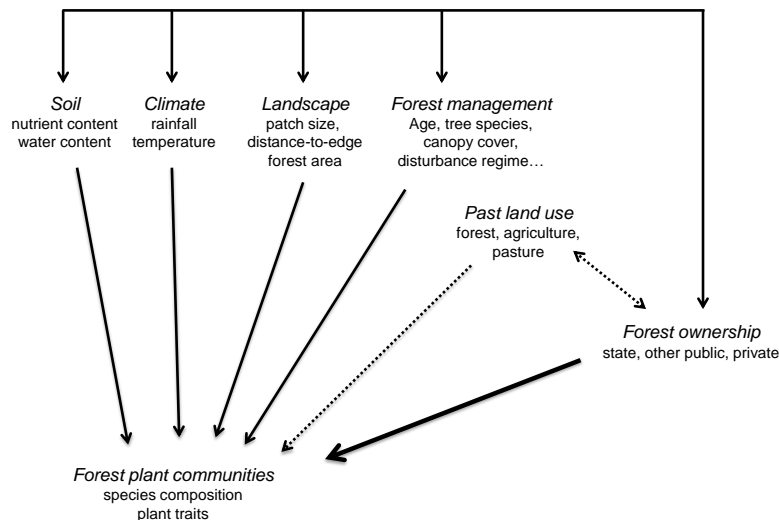 Soil
nutrient content
water content
Climate
rainfall
temperature
Landscape
patch size,
distance-to-edge
forest area
Forest management
Age, tree species,
canopy cover,
disturbance regime…
Past land use
forest, agriculture,
pasture
Forest ownership
state, other public, private
Forest plant communities
species composition
plant traits